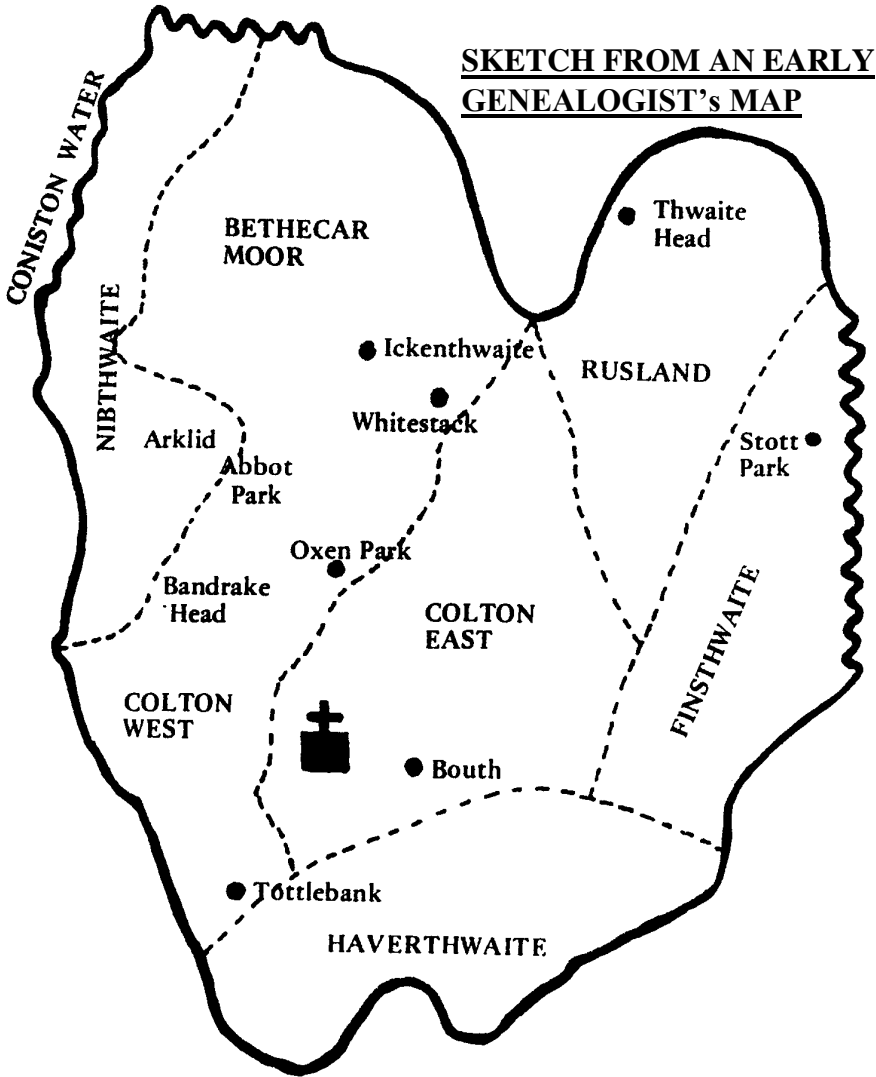 SKETCH FROM AN EARLY
GENEALOGIST's MAP
CONISTON WATER
Thwaite
Head
BETHECAR
MOOR
NIBTHWAITE
Ickenthwaite
RUSLAND
Whitestack
Arklid
Stott
Park
Abbot
Park
Oxen Park
Bandrake
Head
COLTON
EAST
FINSTHWAITE
COLTON
WEST
Bouth
Tottlebank
HAVERTHWAITE